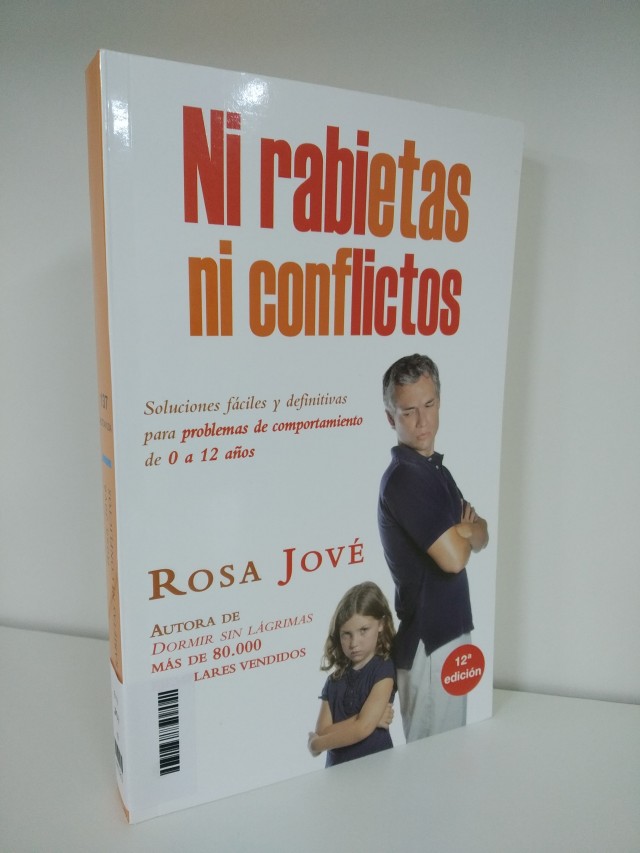 Ni rabietas
ni conflictos
Soluciones fáciles y definitivas
para problemas de comportamiento
de 0 a 12 años
ROSA JOVÉ
AUTORA DE
DORMIR SIN LÁGRIMAS
MÁS DE 80.000
LARES VENDIDOS
12ª
edición